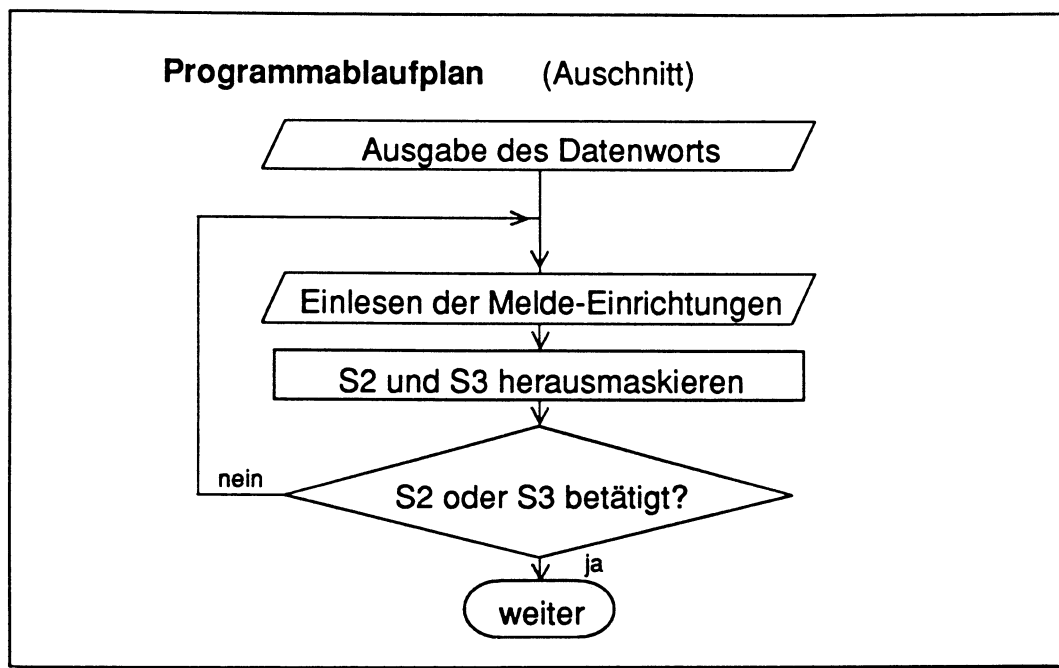 Programmablaufplan (Auschnitt)
Ausgabe des Datenworts
Einlesen der Melde-Einrichtungen
S2 und S3 herausmaskieren
nein
S2 oder S3 betätigt?
ja
weiter